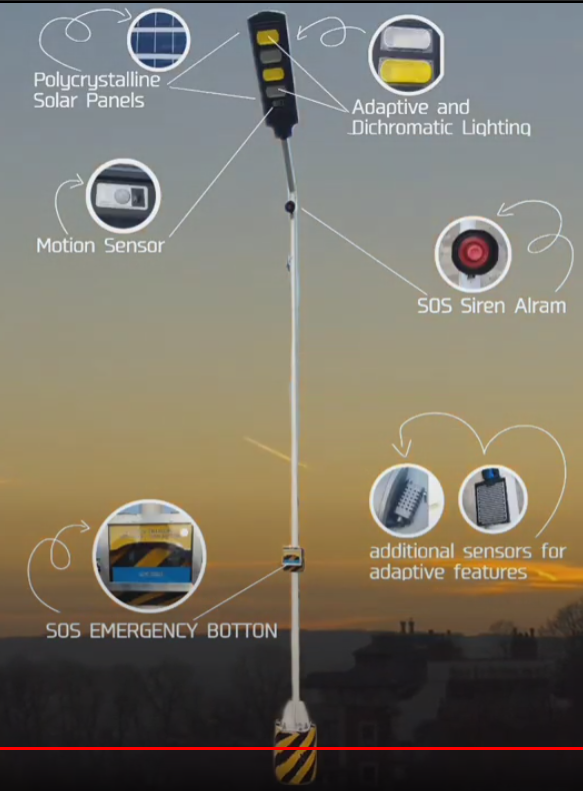 Polycrystalline
Solar Panels
Adaptive and
Dichromatic Lighting
Motion Sensor
SOS Siren Alram
additional sensors for
adaptive features
SOS EMERGENCY BOTTON